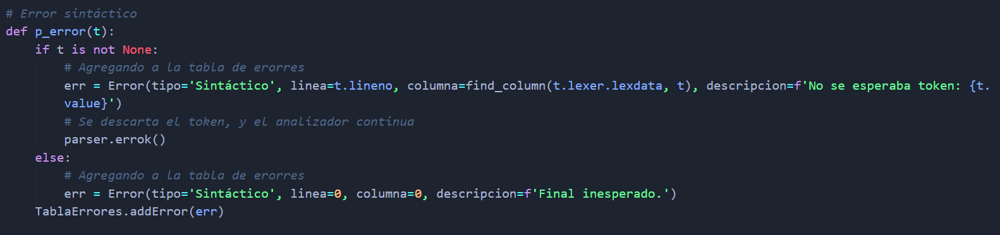 # Error sintáctico
def p_error(t):
    if t is not None:
        # Agregando a la tabla de erorres
        err = Error(tipo='Sintáctico', linea=t.lineno, columna=find_column(t.lexer.lexdata, t), descripcion=f'No se esperaba token: {t.
        value}')
        # Se descarta el token, y el analizador continua
        parser.errok()
    else:
        # Agregando a la tabla de erorres
        err = Error(tipo='Sintáctico', linea=0, columna=0, descripcion=f'Final inesperado.')
    TablaErrores.addError(err)